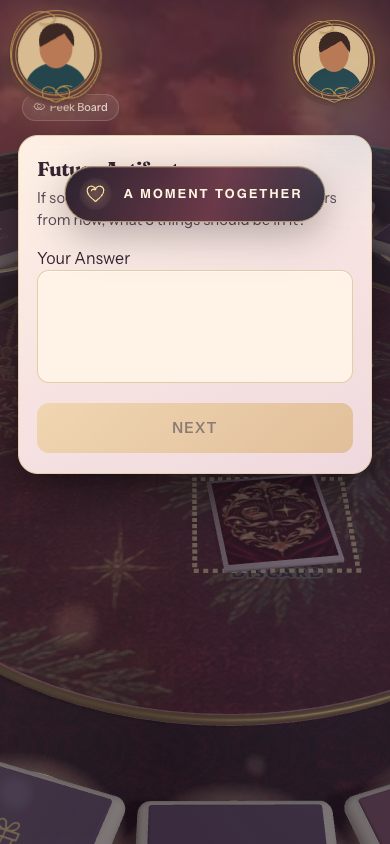 Peek Board
A MOMENT TOGETHER
If so
from now, what 3 things should be in it?
Your Answer
NEXT
DISCARD